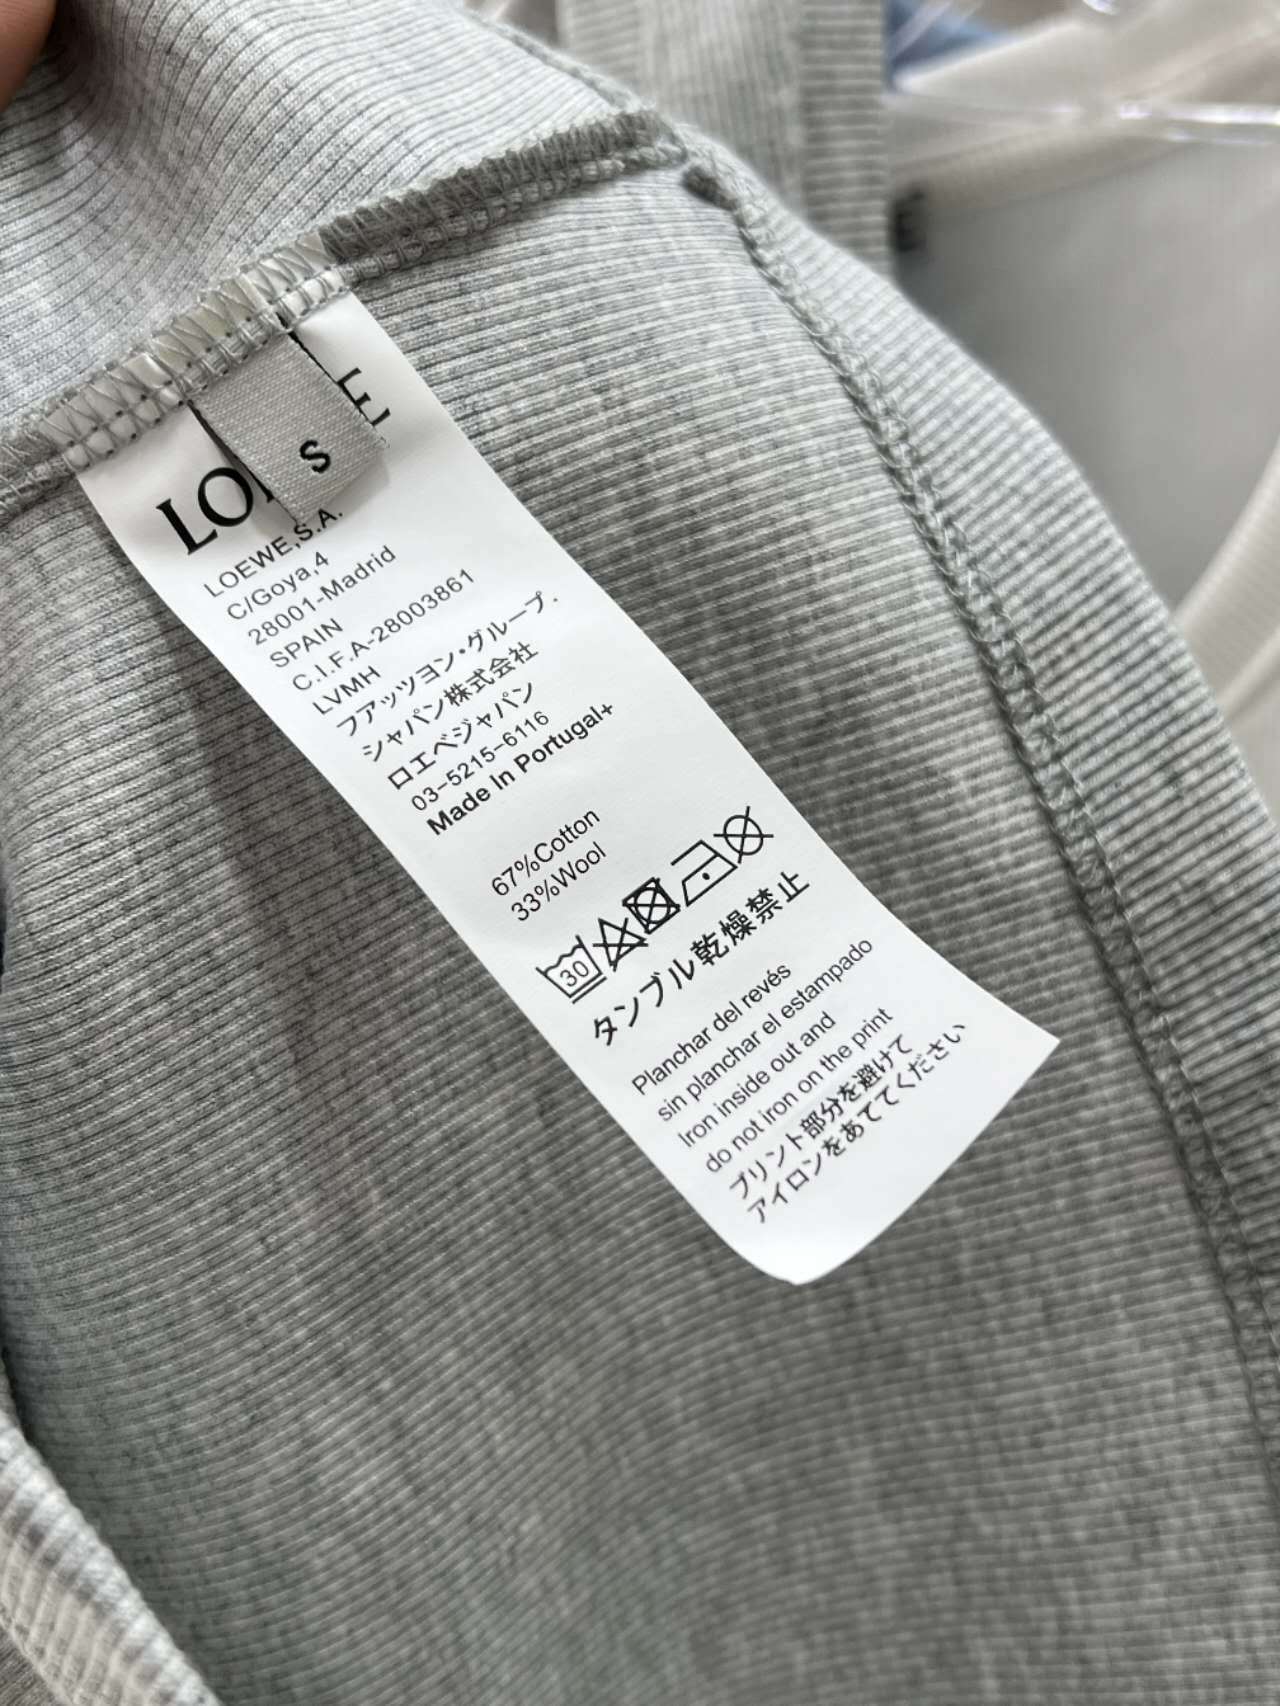 S
LOEWE,S.A.
C/Goya,4
28001-Madrid
SPAIN
C.I.F.A-28003861
LVMH
フアッツヨン・グループ.
シャパン株式会社
ロエベジャパン
03-5215-6116
Made In Portugal+
67%Cotton
33%Wool
30
タンブル乾燥禁止
Planchar del revés
sin planchar el estampado
Iron inside out and
do not iron on the print
プリント部分を避けて
アイロンをあててください